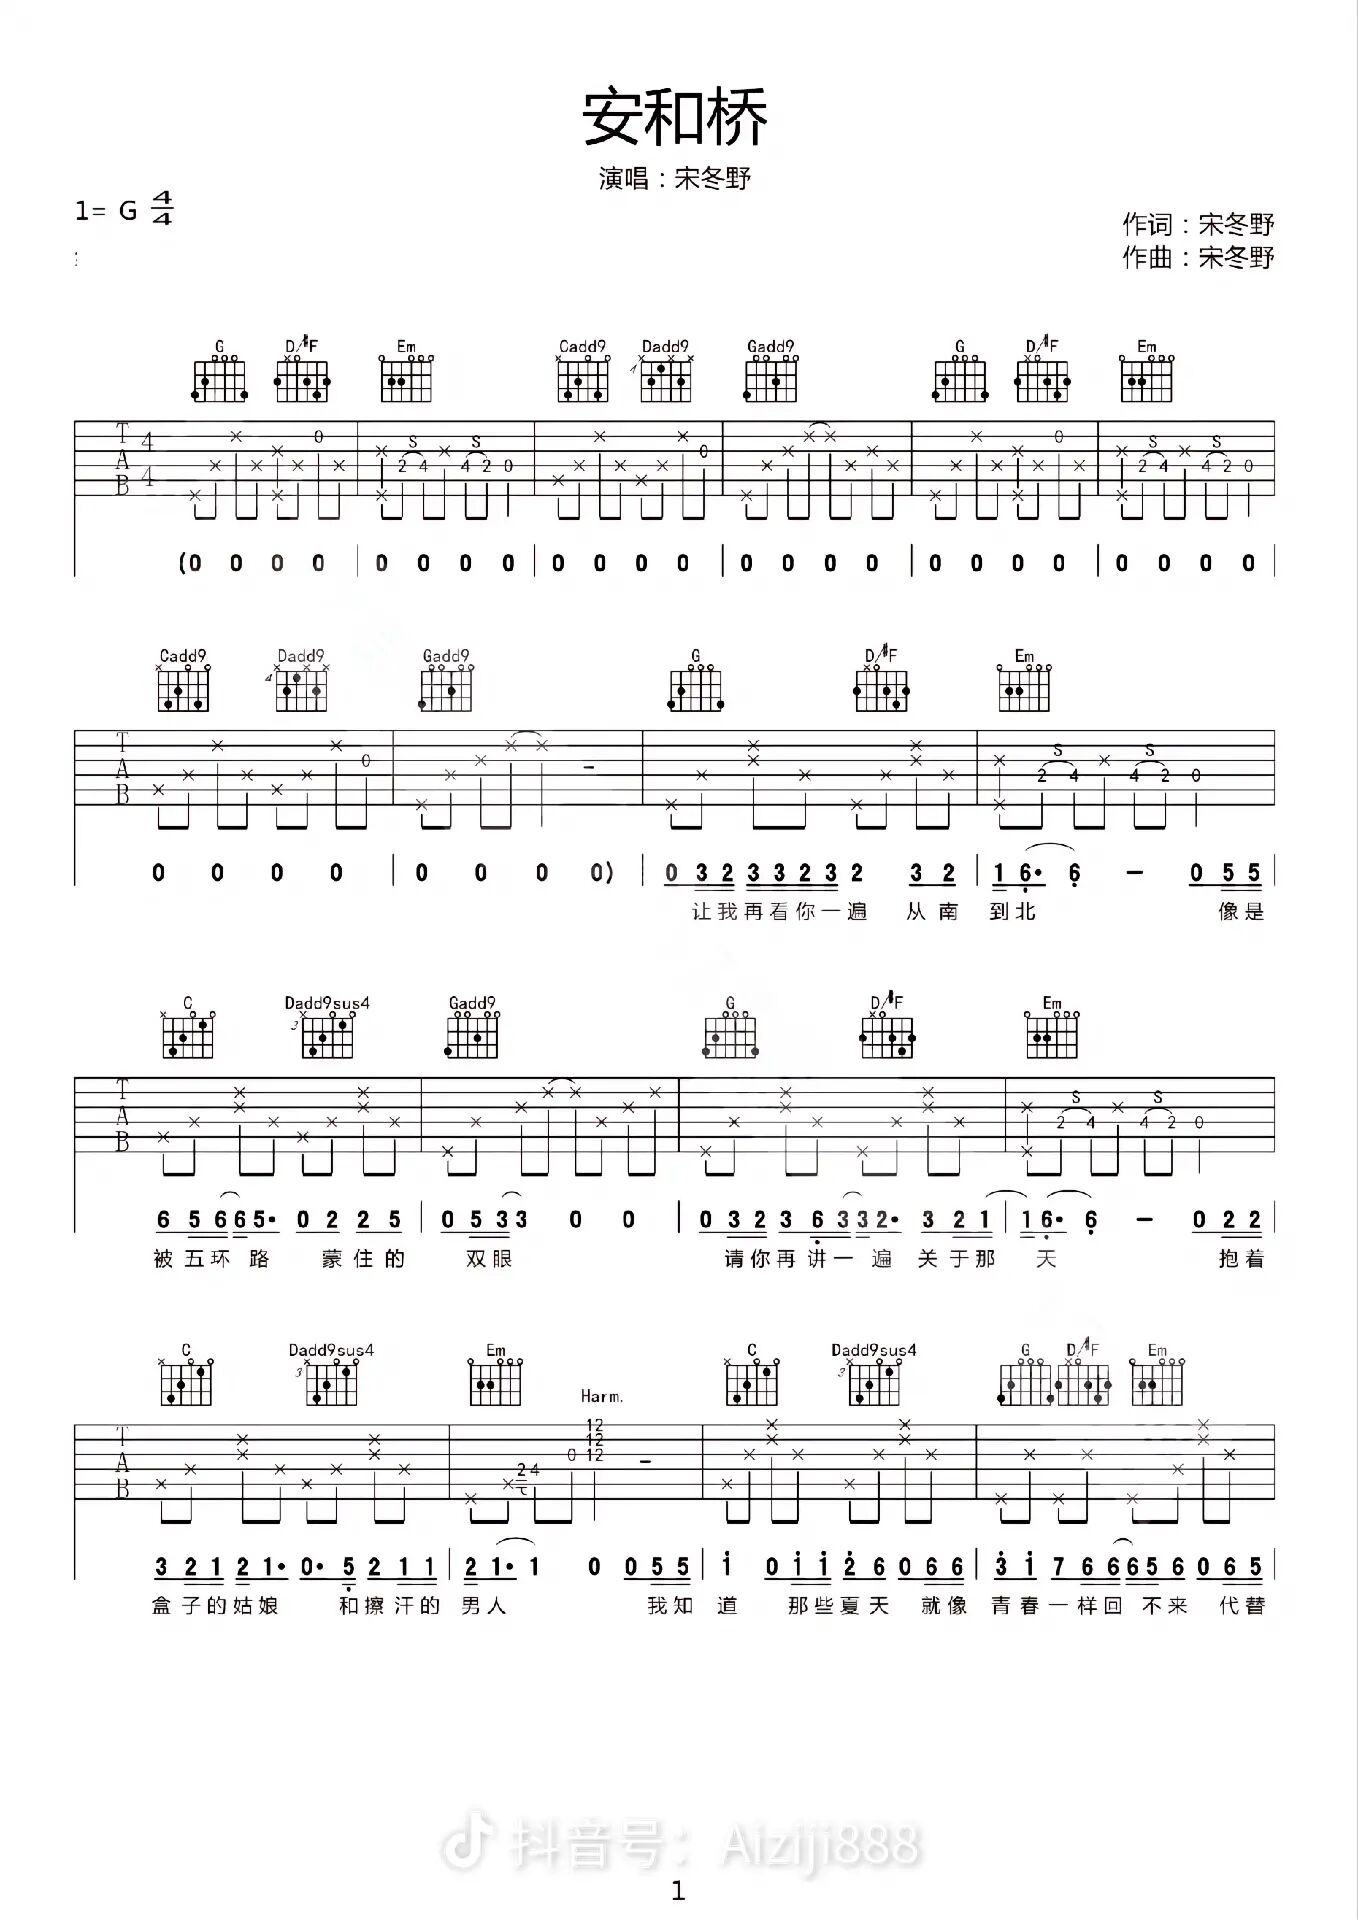 安和桥
演唱：宋冬野
1= G 4/4
作词：宋冬野
作曲：宋冬野
G D/#F Em Cadd9 Dadd9 Gadd9 G D/#F Em
(0 0 0 0 | 0 0 0 0 | 0 0 0 0 | 0 0 0 0 | 0 0 0 0 | 0 0 0 0 |
Cadd9 Dadd9 Gadd9 G D/#F Em
0 0 0 0 | 0 0 0 0) | 0 3 2 3 3 2 3 2 3 2 | 1 6· 6 — 0 5 5 |
让我再看你一遍 从南 到北 像是
C Dadd9sus4 Gadd9 G D/#F Em
6 5 6 6 5· 0 2 2 5 | 0 5 3 3 0 0 | 0 3 2 3 6 3 3 2· 3 2 1 | 1 6· 6 — 0 2 2 |
被五环路 蒙住的 双眼 请你再讲一遍 关于那 天 抱着
C Dadd9sus4 Em C Dadd9sus4 G D/#F Em
Harm.
3 2 1 2 1· 0· 5 2 1 1 | 2 1· 1 0 0 5 5 | 1 0 1 1 2 6 0 6 6 | 3 1 7 6 6 6 5 6 0 6 5 |
盒子的姑娘 和擦汗的 男人 我知 道 那些夏天 就像 青春一样回 不来 代替
抖音号：Aiziji888
1